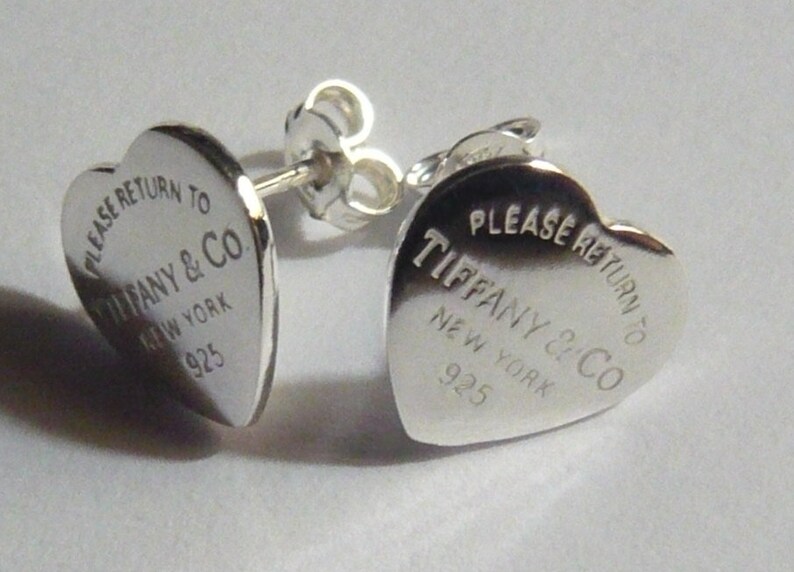 PLEASE RETURN TO
TIFFANY & CO
NEW YORK
925
PLEASE RETURN TO
TIFFANY & CO
NEW YORK
925